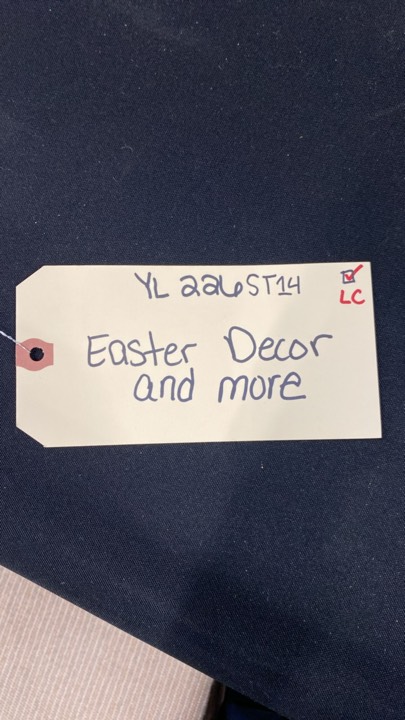 YL 226ST14 ☑
LC
Easter Decor
and more